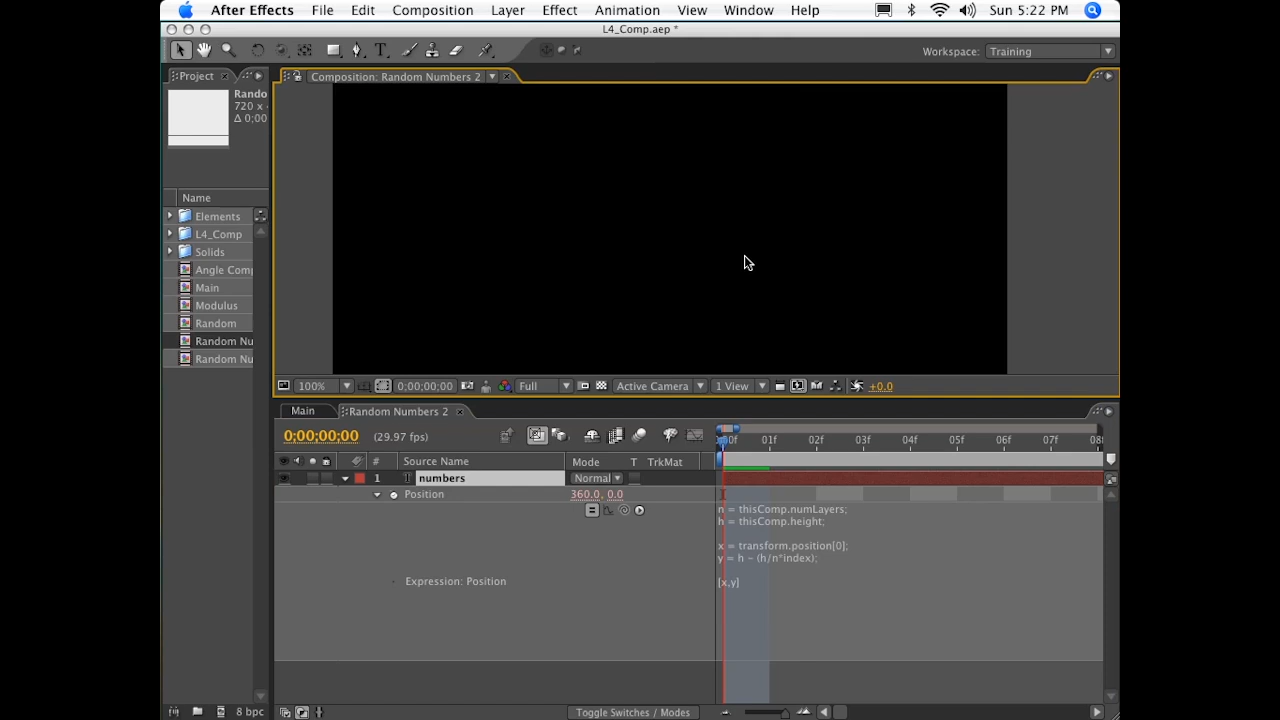 After Effects File Edit Composition Layer Effect Animation View Window Help Sun 5:22 PM
L4_Comp.aep *
Workspace: Training
Project
Composition: Random Numbers 2
Rando
720 x
Δ 0;00
Name
Elements
L4_Comp
Solids
Angle Comp
Main
Modulus
Random
Random Nu
Random Nu
100% 0;00;00;00 Full Active Camera 1 View +0.0
Main Random Numbers 2
0;00;00;00 (29.97 fps)
:00f 01f 02f 03f 04f 05f 06f 07f 08
# Source Name Mode T TrkMat
1 T numbers Normal
Position 360.0, 0.0
n = thisComp.numLayers;
h = thisComp.height;
x = transform.position[0];
y = h - (h/n*index);
Expression: Position [x,y]
8 bpc Toggle Switches / Modes